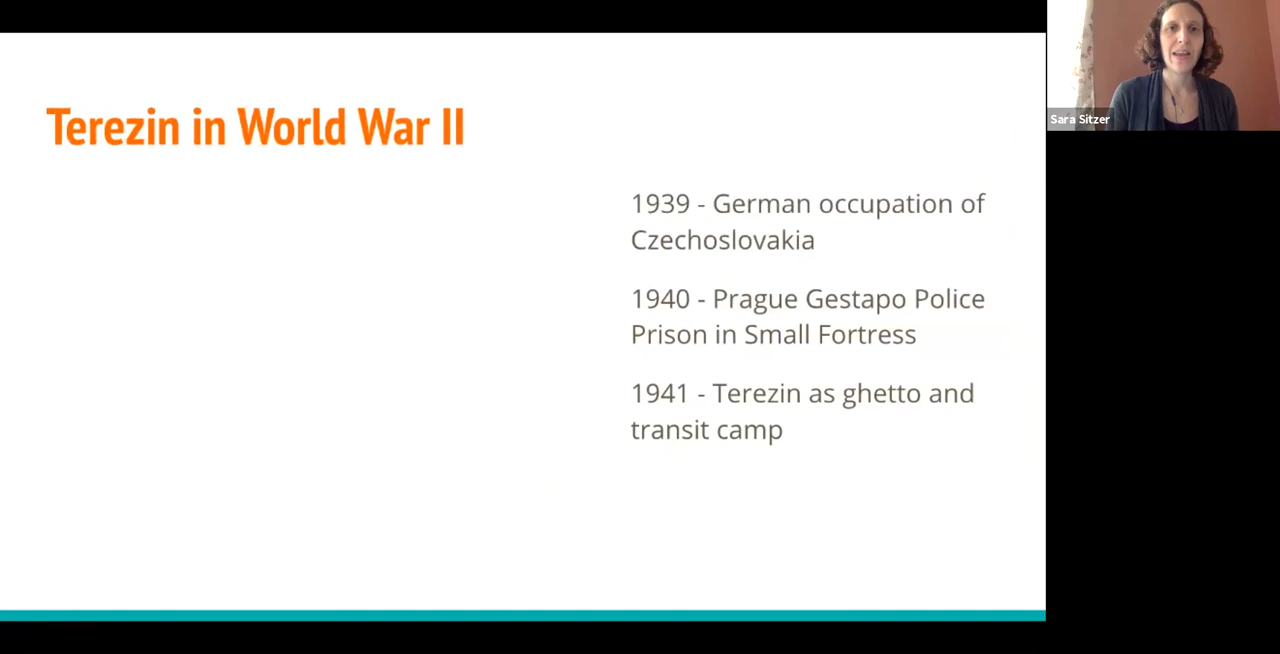 Terezin in World War II
1939 - German occupation of
Czechoslovakia
1940 - Prague Gestapo Police
Prison in Small Fortress
1941 - Terezin as ghetto and
transit camp
Sara Sitzer